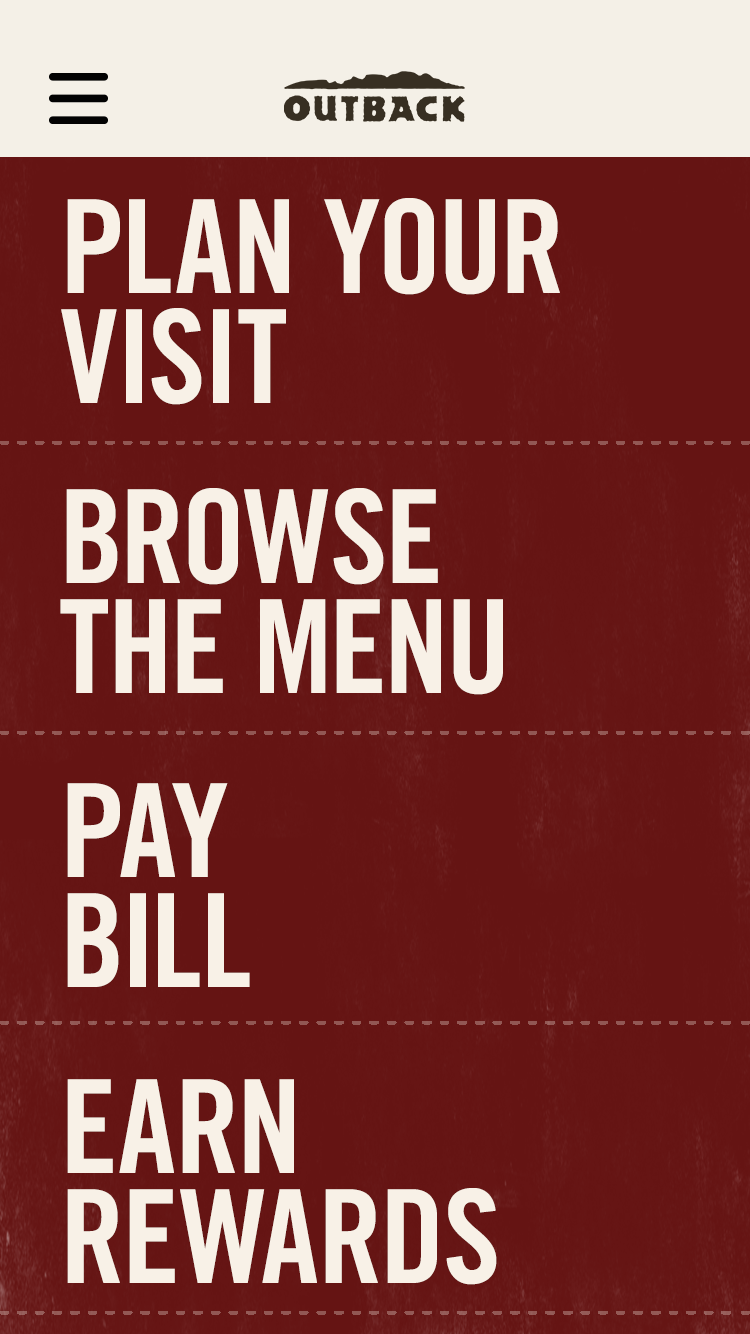 OUTBACK
PLAN YOUR
VISIT
BROWSE
THE MENU
PAY
BILL
EARN
REWARDS